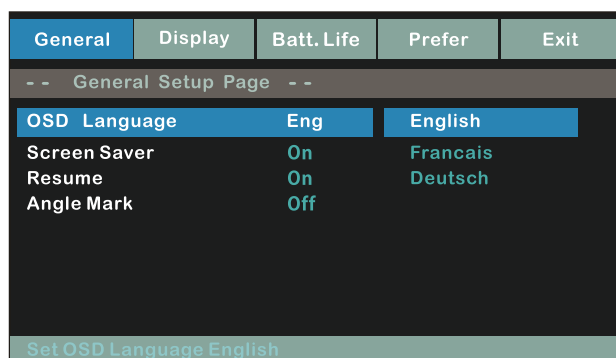 General Display Batt. Life Prefer Exit
-- General Setup Page --
OSD Language Eng English
Screen Saver On Francais
Resume On Deutsch
Angle Mark Off
Set OSD Language English